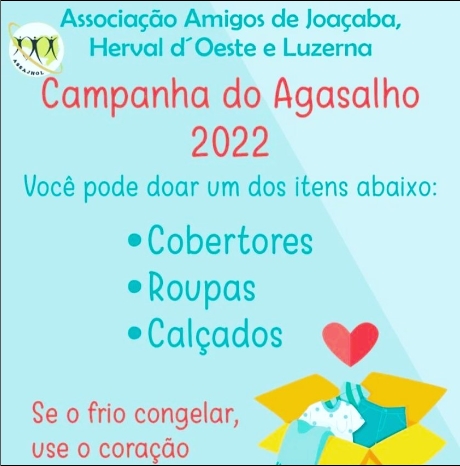 Associação Amigos de Joaçaba,
Herval d´Oeste e Luzerna
Campanha do Agasalho
2022
Você pode doar um dos itens abaixo:
•Cobertores
•Roupas
•Calçados
Se o frio congelar,
use o coração